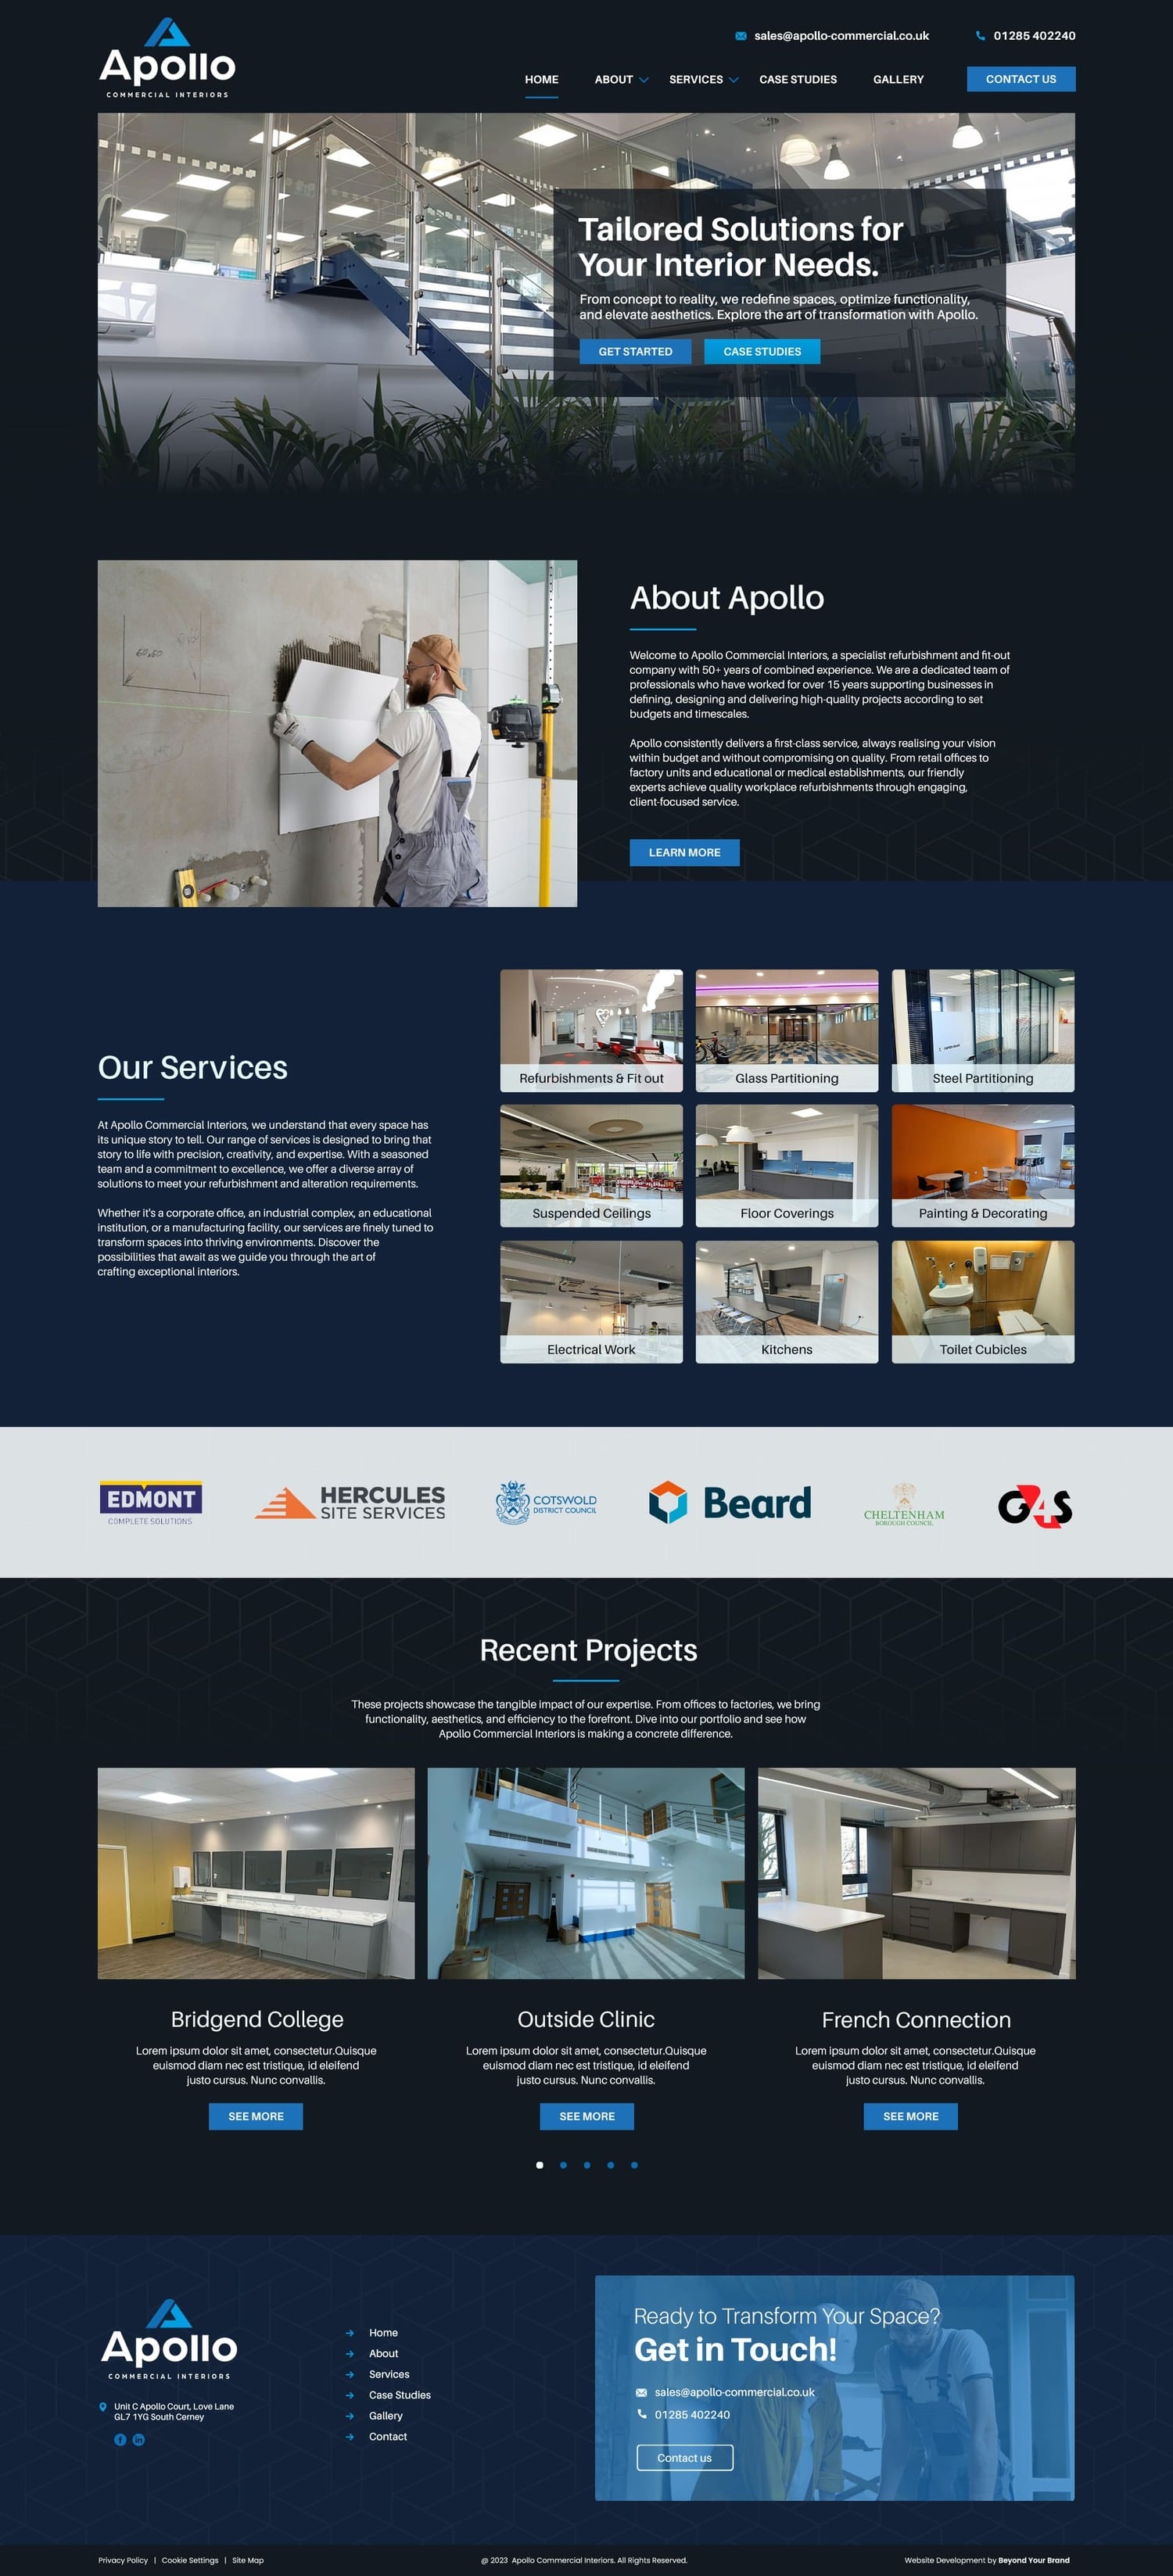 Apollo
COMMERCIAL INTERIORS
sales@apollo-commercial.co.uk
01285 402240
HOME
ABOUT
SERVICES
CASE STUDIES
GALLERY
CONTACT US
Tailored Solutions for
Your Interior Needs.
From concept to reality, we redefine spaces, optimize functionality,
and elevate aesthetics. Explore the art of transformation with Apollo.
GET STARTED
CASE STUDIES
60x60
About Apollo
Welcome to Apollo Commercial Interiors, a specialist refurbishment and fit-out
company with 50+ years of combined experience. We are a dedicated team of
professionals who have worked for over 15 years supporting businesses in
defining, designing and delivering high-quality projects according to set
budgets and timescales.
Apollo consistently delivers a first-class service, always realising your vision
within budget and without compromising on quality. From retail offices to
factory units and educational or medical establishments, our friendly
experts achieve quality workplace refurbishments through engaging,
client-focused service.
LEARN MORE
Our Services
At Apollo Commercial Interiors, we understand that every space has
its unique story to tell. Our range of services is designed to bring that
story to life with precision, creativity, and expertise. With a seasoned
team and a commitment to excellence, we offer a diverse array of
solutions to meet your refurbishment and alteration requirements.
Whether it's a corporate office, an industrial complex, an educational
institution, or a manufacturing facility, our services are finely tuned to
transform spaces into thriving environments. Discover the
possibilities that await as we guide you through the art of
crafting exceptional interiors.
Refurbishments & Fit out
Glass Partitioning
Steel Partitioning
Suspended Ceilings
Floor Coverings
Painting & Decorating
Electrical Work
Kitchens
Toilet Cubicles
EDMONT
COMPLETE SOLUTIONS
HERCULES
SITE SERVICES
COTSWOLD
DISTRICT COUNCIL
Beard
CHELTENHAM
BOROUGH COUNCIL
G4S
Recent Projects
These projects showcase the tangible impact of our expertise. From offices to factories, we bring
functionality, aesthetics, and efficiency to the forefront. Dive into our portfolio and see how
Apollo Commercial Interiors is making a concrete difference.
Bridgend College
Lorem ipsum dolor sit amet, consectetur.Quisque
euismod diam nec est tristique, id eleifend
justo cursus. Nunc convallis.
SEE MORE
Outside Clinic
Lorem ipsum dolor sit amet, consectetur.Quisque
euismod diam nec est tristique, id eleifend
justo cursus. Nunc convallis.
SEE MORE
French Connection
Lorem ipsum dolor sit amet, consectetur.Quisque
euismod diam nec est tristique, id eleifend
justo cursus. Nunc convallis.
SEE MORE
Apollo
COMMERCIAL INTERIORS
Unit C Apollo Court, Love Lane
GL7 1YG South Cerney
Home
About
Services
Case Studies
Gallery
Contact
Ready to Transform Your Space?
Get in Touch!
sales@apollo-commercial.co.uk
01285 402240
Contact us
Privacy Policy | Cookie Settings | Site Map
@ 2023 Apollo Commercial Interiors. All Rights Reserved.
Website Development by Beyond Your Brand